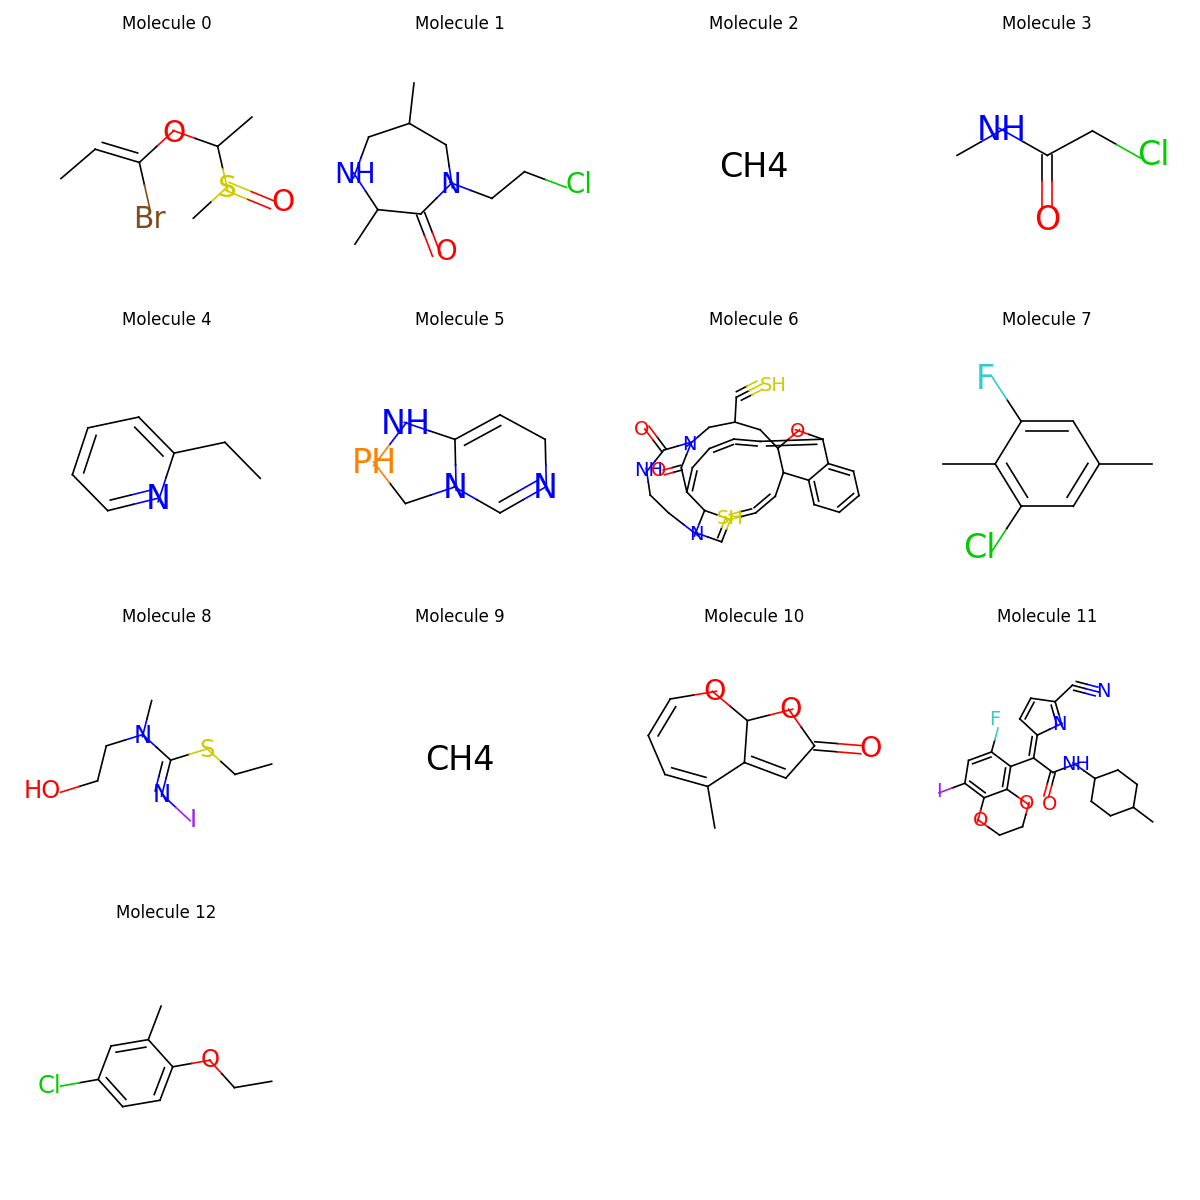 Molecule 0
Molecule 1
Molecule 2
Molecule 3
O
S
O
Br
NH
N
Cl
O
CH4
NH
Cl
O
Molecule 4
Molecule 5
Molecule 6
Molecule 7
N
NH
PH
N
N
SH
O
O
N
NH
O
SH
N
F
Cl
Molecule 8
Molecule 9
Molecule 10
Molecule 11
N
S
HO
N
I
CH4
O
O
O
N
F
N
NH
I
O
O
O
Molecule 12
O
Cl